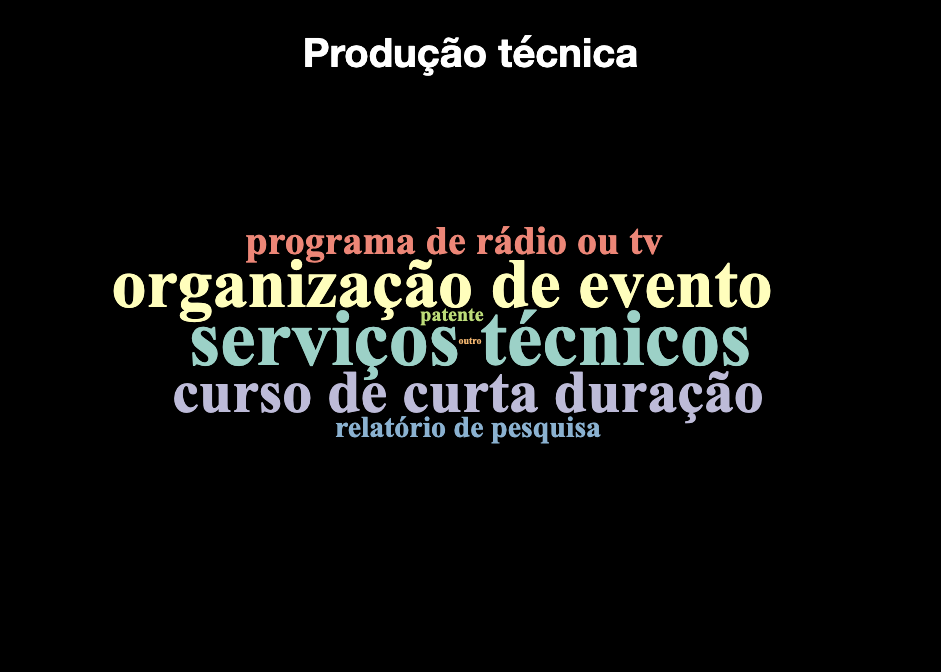 Produção técnica
programa de rádio ou tv
organização de evento
patente
serviços técnicos
outro
curso de curta duração
relatório de pesquisa